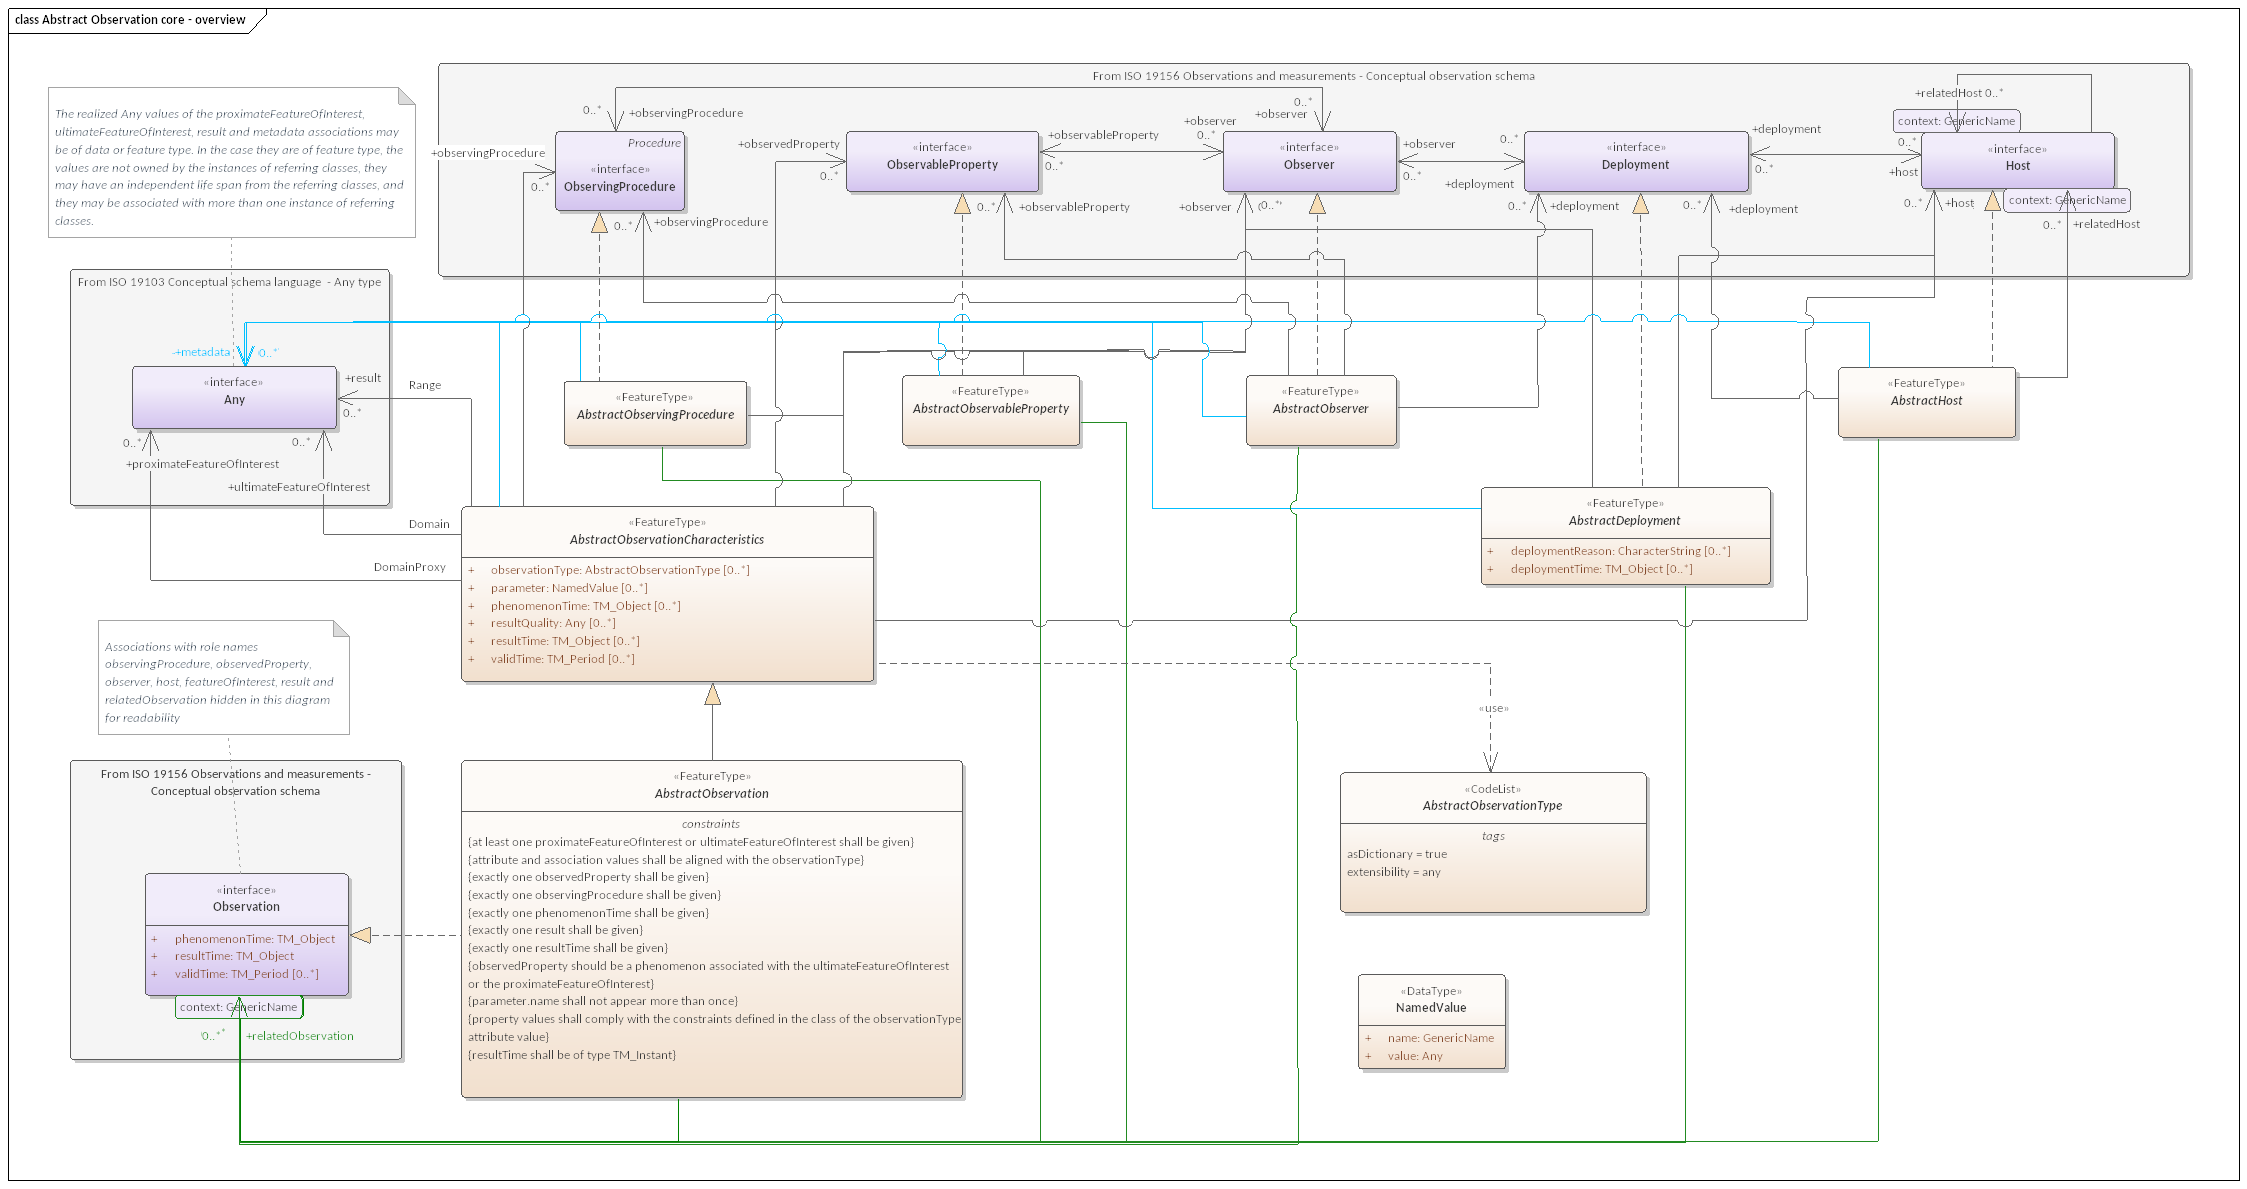 class Abstract Observation core - overview
From ISO 19156 Observations and measurements - Conceptual observation schema
The realized Any values of the proximateFeatureOfInterest,
ultimateFeatureOfInterest, result and metadata associations may
be of data or feature type. In the case they are of feature type, the
values are not owned by the instances of referring classes, they
may have an independent life span from the referring classes, and
they may be associated with more than one instance of referring
classes.
0..*
+observingProcedure
+observingProcedure
0..*
Procedure
«interface»
ObservingProcedure
0..*
+observingProcedure
+observedProperty
0..*
«interface»
ObservableProperty
+observableProperty
0..*
0..*
+observableProperty
+observer
0..*
0..*
+observer
«interface»
Observer
+observer
0..*
+observer
0..*
0..*
+deployment
«interface»
Deployment
0..*
+deployment
0..*
+deployment
+deployment
0..*
+relatedHost 0..*
context: GenericName
0..*
+host
«interface»
Host
context: GenericName
0..*
+host
0..*
+relatedHost
From ISO 19103 Conceptual schema language - Any type
+metadata
0..*
«interface»
Any
+result
0..*
Range
0..*
+proximateFeatureOfInterest
0..*
+ultimateFeatureOfInterest
Domain
DomainProxy
«FeatureType»
AbstractObservingProcedure
«FeatureType»
AbstractObservableProperty
«FeatureType»
AbstractObserver
«FeatureType»
AbstractHost
«FeatureType»
AbstractDeployment
+ deploymentReason: CharacterString [0..*]
+ deploymentTime: TM_Object [0..*]
«FeatureType»
AbstractObservationCharacteristics
+ observationType: AbstractObservationType [0..*]
+ parameter: NamedValue [0..*]
+ phenomenonTime: TM_Object [0..*]
+ resultQuality: Any [0..*]
+ resultTime: TM_Object [0..*]
+ validTime: TM_Period [0..*]
Associations with role names
observingProcedure, observedProperty,
observer, host, featureOfInterest, result and
relatedObservation hidden in this diagram
for readability
«use»
From ISO 19156 Observations and measurements -
Conceptual observation schema
«interface»
Observation
+ phenomenonTime: TM_Object
+ resultTime: TM_Object
+ validTime: TM_Period [0..*]
context: GenericName
0..*
+relatedObservation
«FeatureType»
AbstractObservation
constraints
{at least one proximateFeatureOfInterest or ultimateFeatureOfInterest shall be given}
{attribute and association values shall be aligned with the observationType}
{exactly one observedProperty shall be given}
{exactly one observingProcedure shall be given}
{exactly one phenomenonTime shall be given}
{exactly one result shall be given}
{exactly one resultTime shall be given}
{observedProperty should be a phenomenon associated with the ultimateFeatureOfInterest
or the proximateFeatureOfInterest}
{parameter.name shall not appear more than once}
{property values shall comply with the constraints defined in the class of the observationType
attribute value}
{resultTime shall be of type TM_Instant}
«CodeList»
AbstractObservationType
tags
asDictionary = true
extensibility = any
«DataType»
NamedValue
+ name: GenericName
+ value: Any